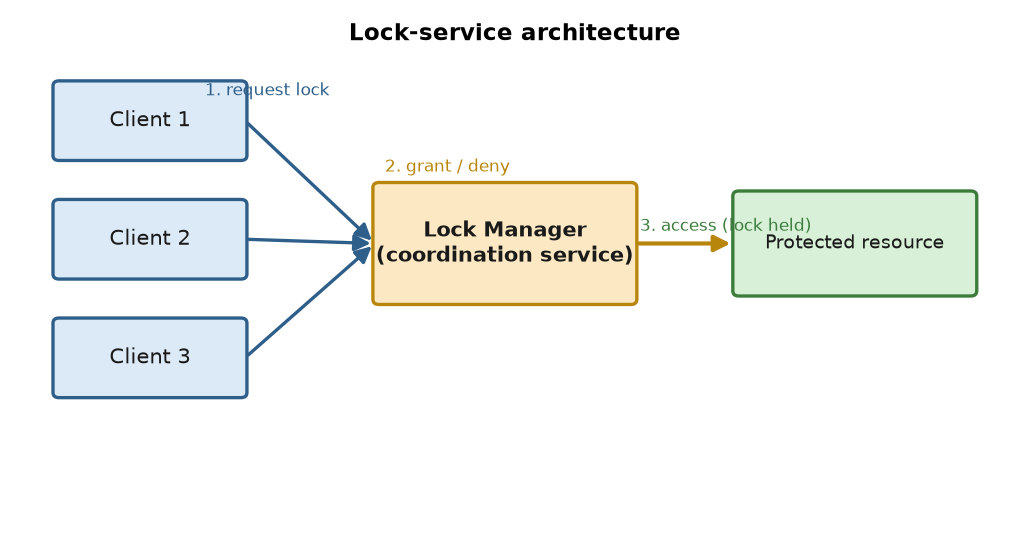 Lock-service architecture
1. request lock
Client 1
2. grant / deny
Client 2
Lock Manager
(coordination service)
3. access (lock held)
Protected resource
Client 3